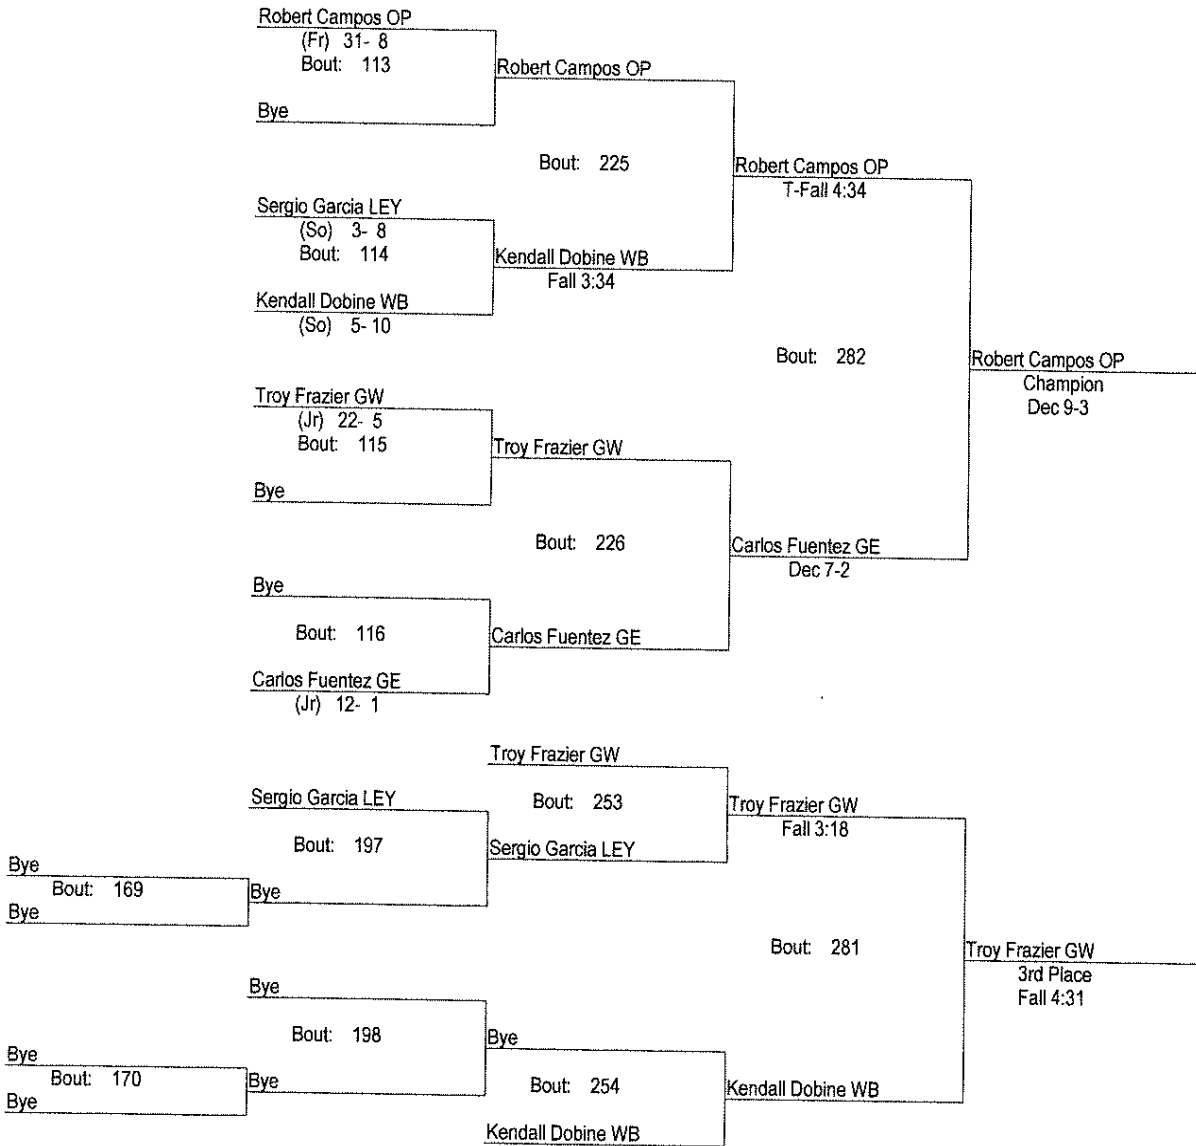 Robert Campos OP
(Fr) 31- 8
Bout: 113
Robert Campos OP
Bye
Bout: 225
Robert Campos OP
T-Fall 4:34
Sergio Garcia LEY
(So) 3- 8
Bout: 114
Kendall Dobine WB
Fall 3:34
Kendall Dobine WB
(So) 5- 10
Bout: 282
Robert Campos OP
Champion
Dec 9-3
Troy Frazier GW
(Jr) 22- 5
Bout: 115
Troy Frazier GW
Bye
Bout: 226
Carlos Fuentez GE
Dec 7-2
Bye
Bout: 116
Carlos Fuentez GE
Carlos Fuentez GE
(Jr) 12- 1
Troy Frazier GW
Bout: 253
Troy Frazier GW
Fall 3:18
Sergio Garcia LEY
Bout: 197
Sergio Garcia LEY
Bye
Bout: 169
Bye
Bye
Bout: 281
Troy Frazier GW
3rd Place
Fall 4:31
Bye
Bout: 198
Bye
Bye
Bout: 170
Bye
Bye
Bout: 254
Kendall Dobine WB
Kendall Dobine WB